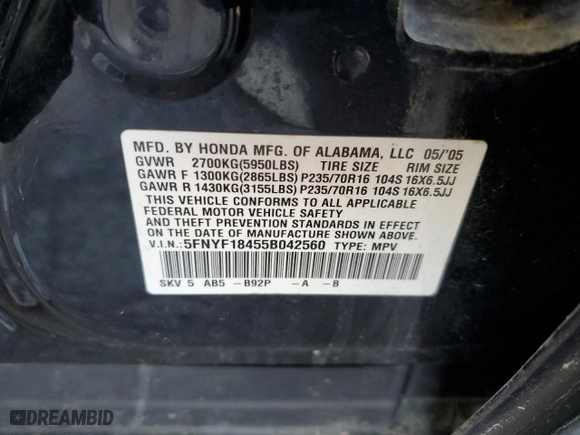 MFD. BY HONDA MFG. OF ALABAMA, LLC 05/'05
GVWR 2700KG(5950LBS) TIRE SIZE RIM SIZE
GAWR F 1300KG(2865LBS) P235/70R16 104S 16X6.5JJ
GAWR R 1430KG(3155LBS) P235/70R16 104S 16X6.5JJ
THIS VEHICLE CONFORMS TO ALL APPLICABLE
FEDERAL MOTOR VEHICLE SAFETY
AND THEFT PREVENTION STANDARDS IN EFFECT
ON THE DATE OF MANUFACTURE SHOWN ABOVE.
V.I.N.: 5FNYF18455B042560 TYPE: MPV
SKV 5 AB5 -B92P -A -B
DREAMBID